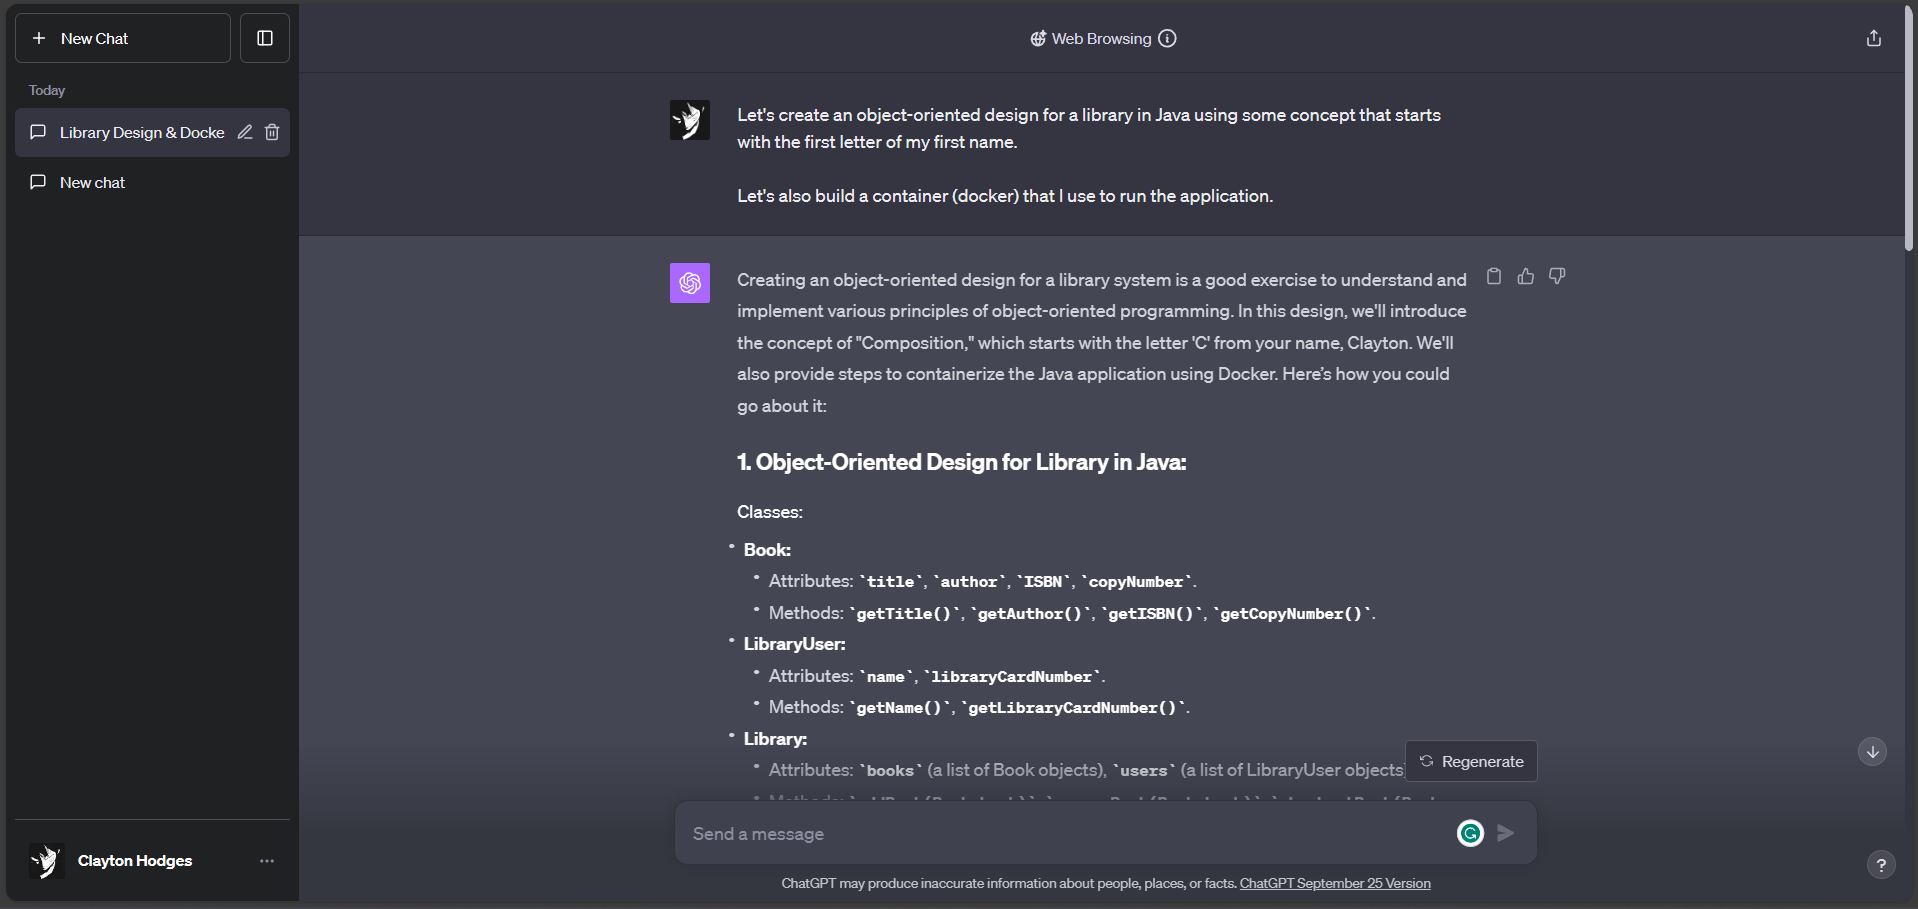 New Chat
Today
Library Design & Docke
New chat
Clayton Hodges
Web Browsing
Let's create an object-oriented design for a library in Java using some concept that starts
with the first letter of my first name.
Let's also build a container (docker) that I use to run the application.
Creating an object-oriented design for a library system is a good exercise to understand and
implement various principles of object-oriented programming. In this design, we'll introduce
the concept of "Composition," which starts with the letter 'C' from your name, Clayton. We'll
also provide steps to containerize the Java application using Docker. Here’s how you could
go about it:
1. Object-Oriented Design for Library in Java:
Classes:
• Book:
• Attributes: `title`, `author`, `ISBN`, `copyNumber`.
• Methods: `getTitle()`, `getAuthor()`, `getISBN()`, `getCopyNumber()`.
• LibraryUser:
• Attributes: `name`, `libraryCardNumber`.
• Methods: `getName()`, `getLibraryCardNumber()`.
• Library:
• Attributes: `books` (a list of Book objects), `users` (a list of LibraryUser objects)
Regenerate
Send a message
ChatGPT may produce inaccurate information about people, places, or facts. ChatGPT September 25 Version
?